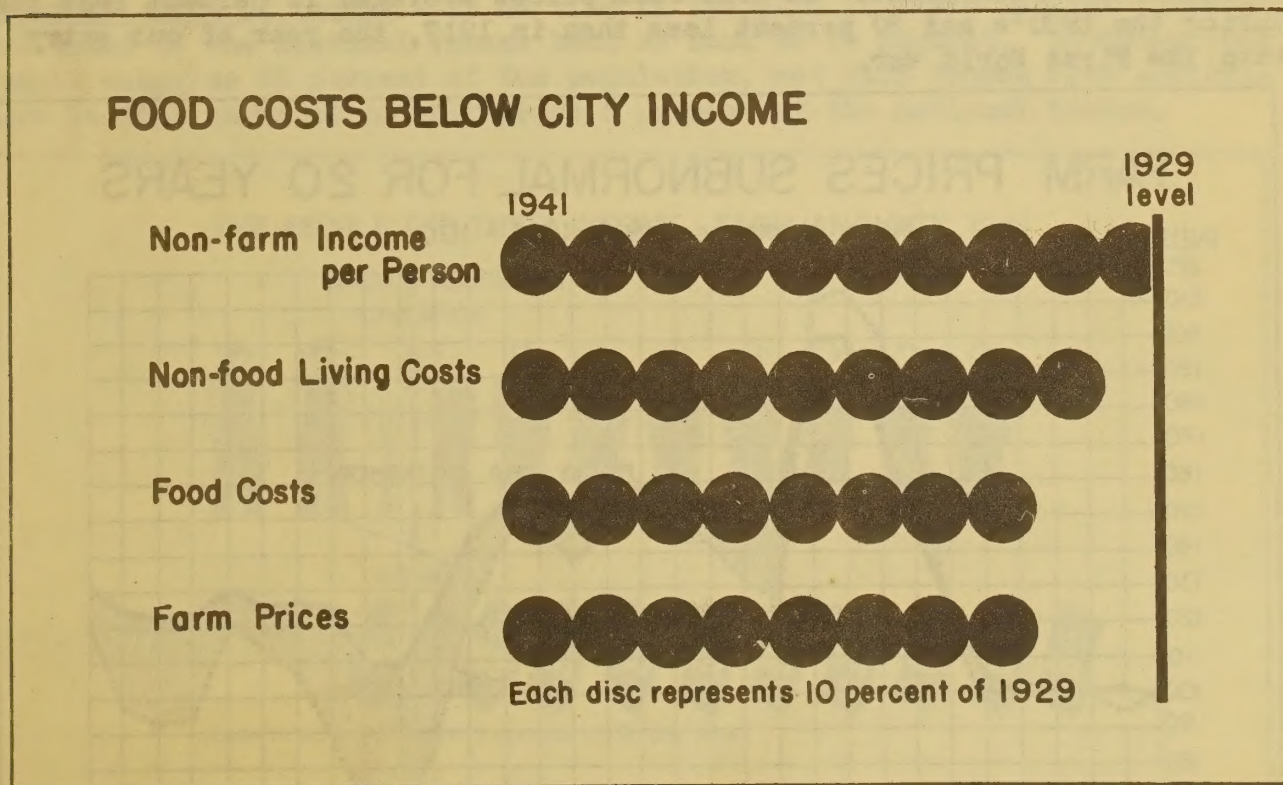 FOOD COSTS BELOW CITY INCOME
1929
level
1941
Non-farm Income
per Person
Non-food Living Costs
Food Costs
Farm Prices
Each disc represents 10 percent of 1929